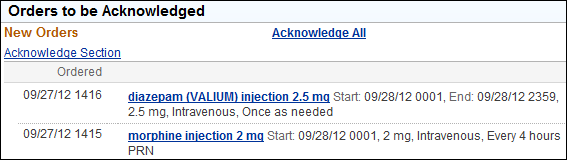 Orders to be Acknowledged
New Orders Acknowledge All
Acknowledge Section
Ordered
09/27/12 1416 diazepam (VALIUM) injection 2.5 mg Start: 09/28/12 0001, End: 09/28/12 2359,
2.5 mg, Intravenous, Once as needed
09/27/12 1415 morphine injection 2 mg Start: 09/28/12 0001, 2 mg, Intravenous, Every 4 hours
PRN